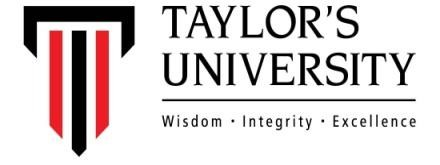 TAYLOR'S
UNIVERSITY
Wisdom · Integrity · Excellence